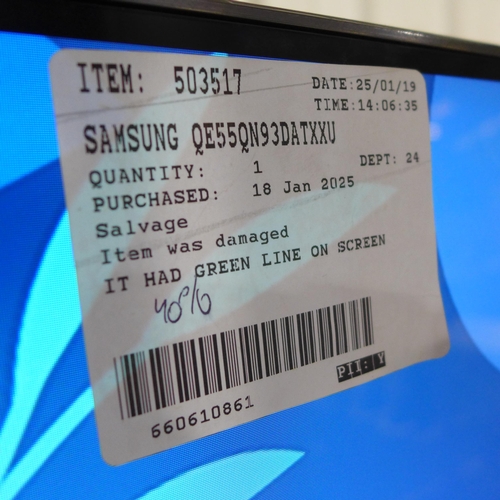 ITEM: 503517
DATE:25/01/19
TIME:14:06:35
SAMSUNG QE55QN93DATXXU
QUANTITY: 1
DEPT: 24
PURCHASED: 18 Jan 2025
Salvage
Item was damaged
IT HAD GREEN LINE ON SCREEN
40%
660610861
PII: Y